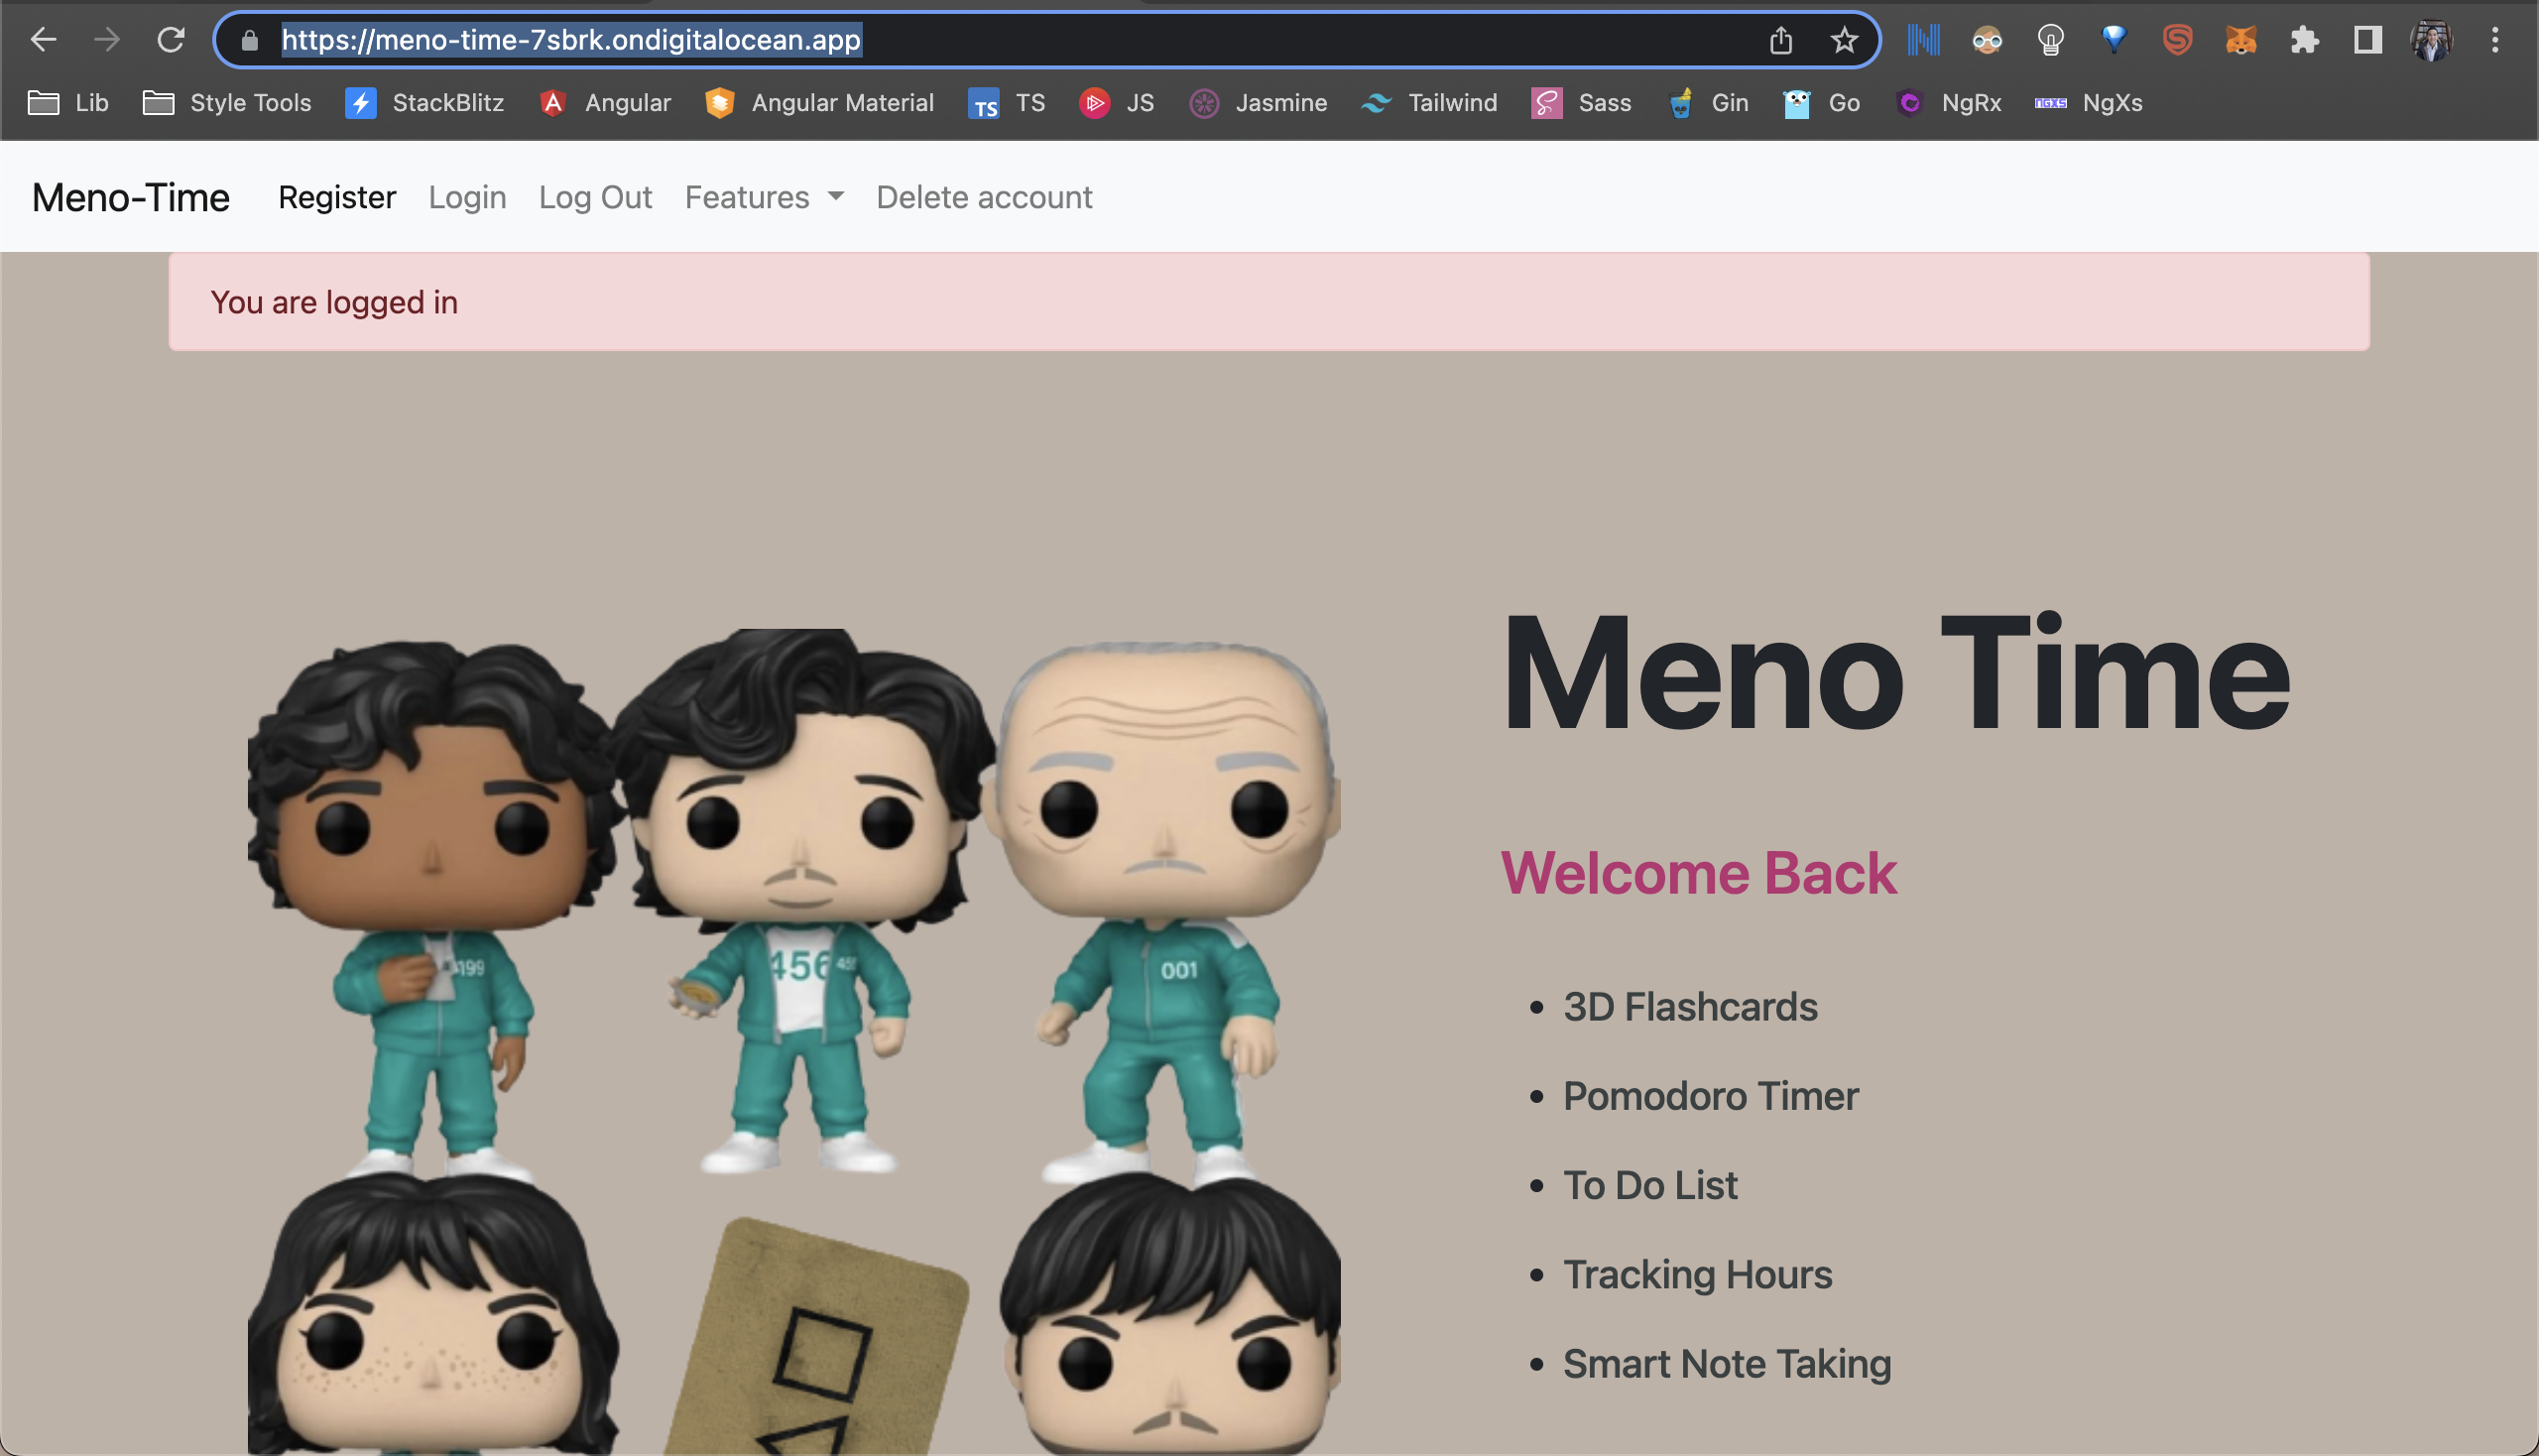 https://meno-time-7sbrk.ondigitalocean.app
Lib Style Tools StackBlitz Angular Angular Material TS TS JS Jasmine Tailwind Sass Gin Go NgRx NGXS NgXs
Meno-Time Register Login Log Out Features Delete account
You are logged in
Meno Time
Welcome Back
3D Flashcards
Pomodoro Timer
To Do List
Tracking Hours
Smart Note Taking
199
456
001